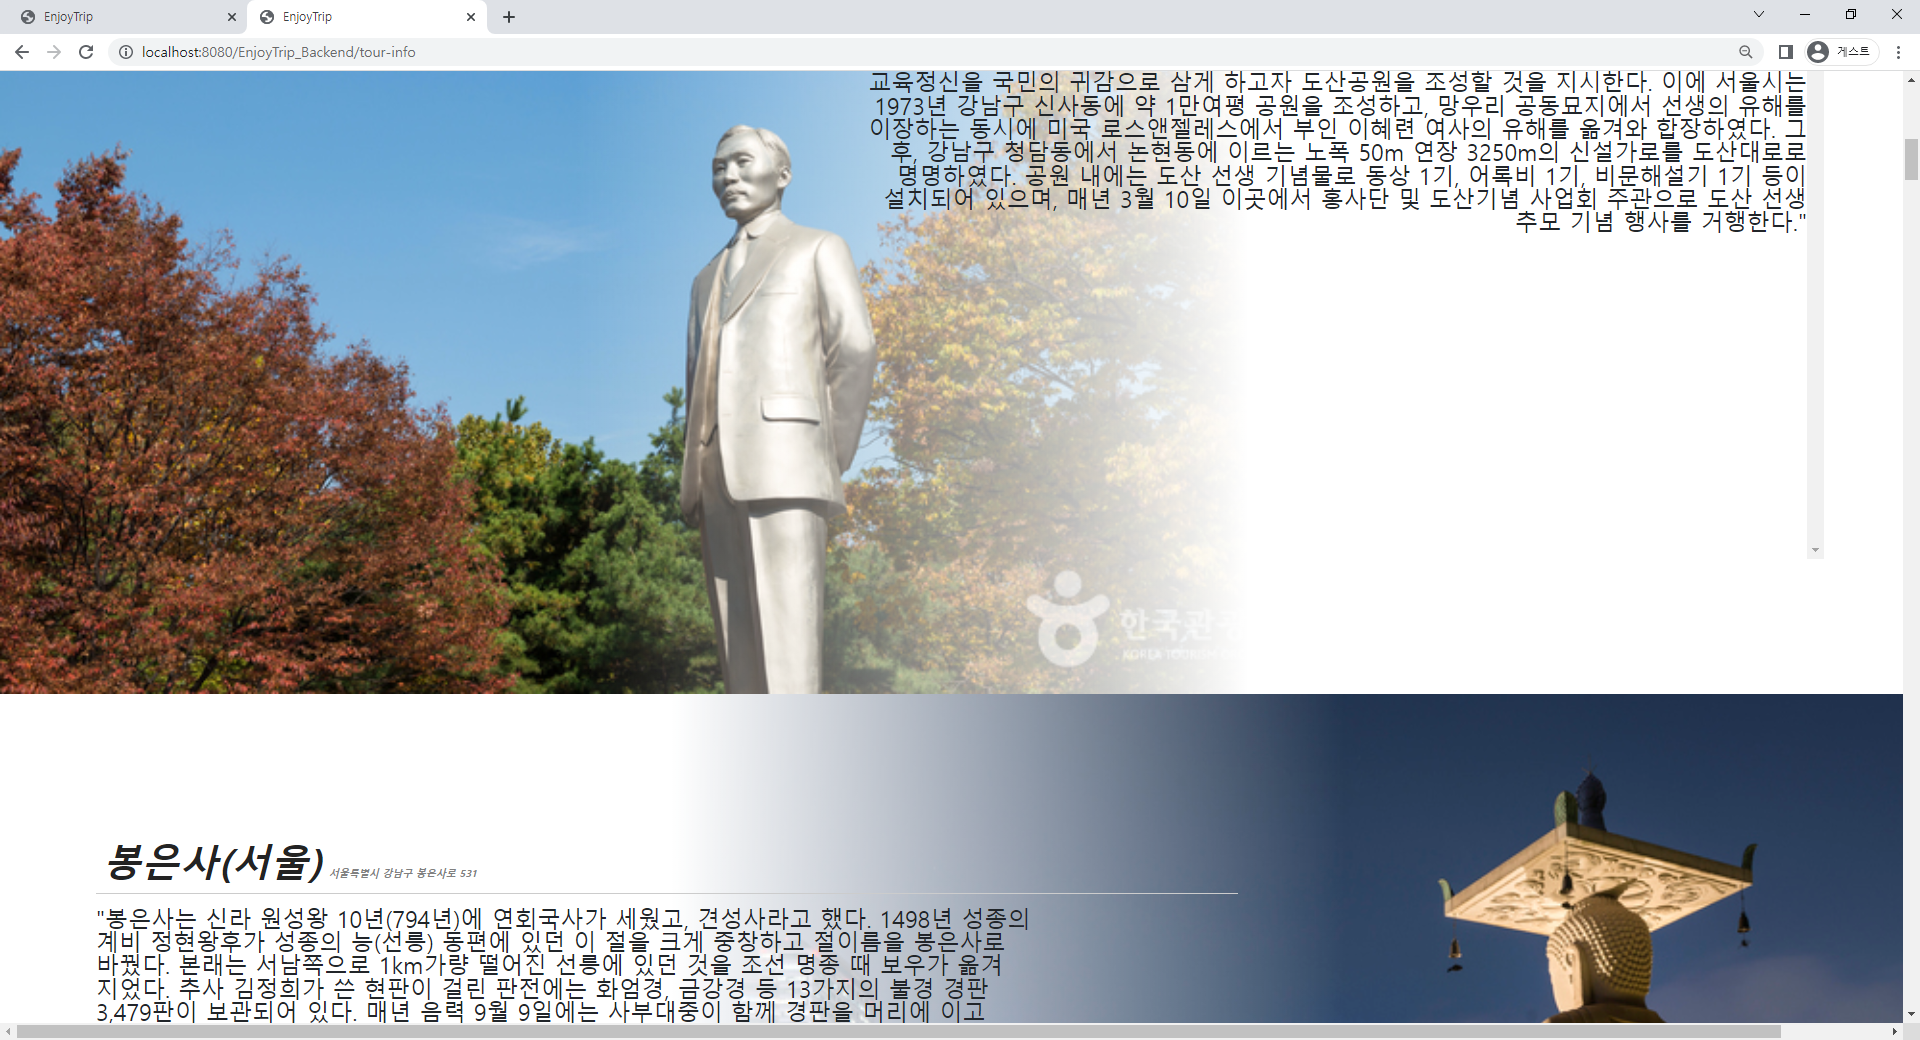 EnjoyTrip
EnjoyTrip
localhost:8080/EnjoyTrip_Backend/tour-info
게스트
교육정신을 국민의 귀감으로 삼게 하고자 도산공원을 조성할 것을 지시한다. 이에 서울시는
1973년 강남구 신사동에 약 1만여평 공원을 조성하고, 망우리 공동묘지에서 선생의 유해를
이장하는 동시에 미국 로스앤젤레스에서 부인 이혜련 여사의 유해를 옮겨와 합장하였다. 그
후, 강남구 청담동에서 논현동에 이르는 노폭 50m 연장 3250m의 신설가로를 도산대로로
명명하였다. 공원 내에는 도산 선생 기념물로 동상 1기, 어록비 1기, 비문해설기 1기 등이
설치되어 있으며, 매년 3월 10일 이곳에서 흥사단 및 도산기념 사업회 주관으로 도산 선생
추모 기념 행사를 거행한다."
한국관광
KOREA TOURISM
봉은사(서울) 서울특별시 강남구 봉은사로 531
"봉은사는 신라 원성왕 10년(794년)에 연회국사가 세웠고, 견성사라고 했다. 1498년 성종의
계비 정현왕후가 성종의 능(선릉) 동편에 있던 이 절을 크게 중창하고 절이름을 봉은사로
바꿨다. 본래는 서남쪽으로 1km가량 떨어진 선릉에 있던 것을 조선 명종 때 보우가 옮겨
지었다. 추사 김정희가 쓴 현판이 걸린 판전에는 화엄경, 금강경 등 13가지의 불경 경판
3,479판이 보관되어 있다. 매년 음력 9월 9일에는 사부대중이 함께 경판을 머리에 이고